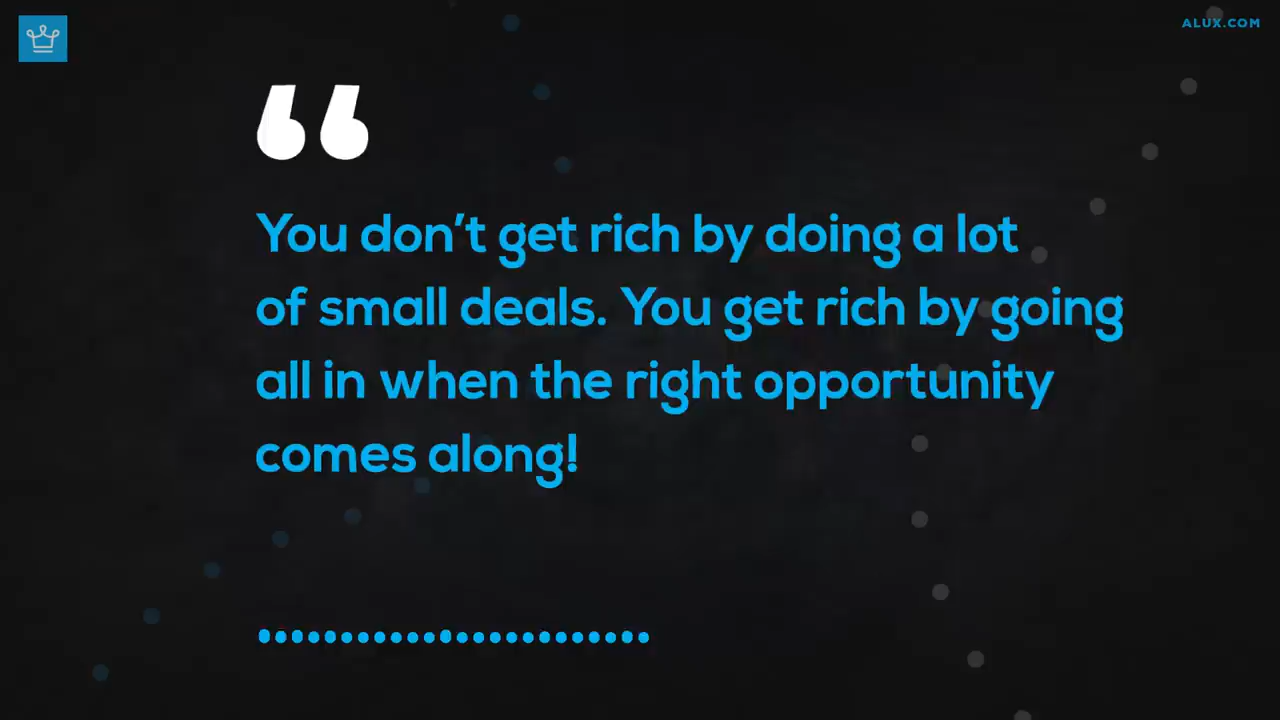 ALUX.COM
“
You don’t get rich by doing a lot
of small deals. You get rich by going
all in when the right opportunity
comes along!